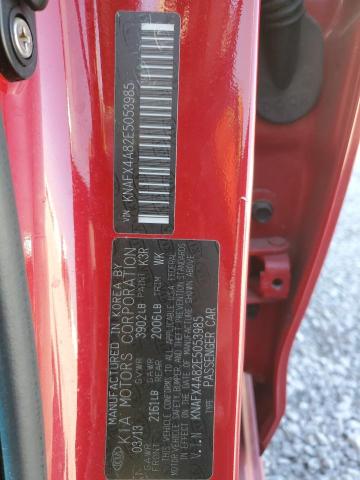 VIN: KNAFX4A82E5053985
MANUFACTURED IN KOREA BY
KIA MOTORS CORPORATION
03/13 GVWR 3902LB PAINT K3R
GAWR FRONT 2161LB GAWR REAR 2006LB TRIM WK
THIS VEHICLE CONFORMS TO ALL APPLICABLE U.S.A. FEDERAL
MOTOR VEHICLE SAFETY, BUMPER, AND THEFT PREVENTION STANDARDS
IN EFFECT ON THE DATE OF MANUFACTURE SHOWN ABOVE.
V.I.N: KNAFX4A82E5053985
TYPE: PASSENGER CAR
KIA